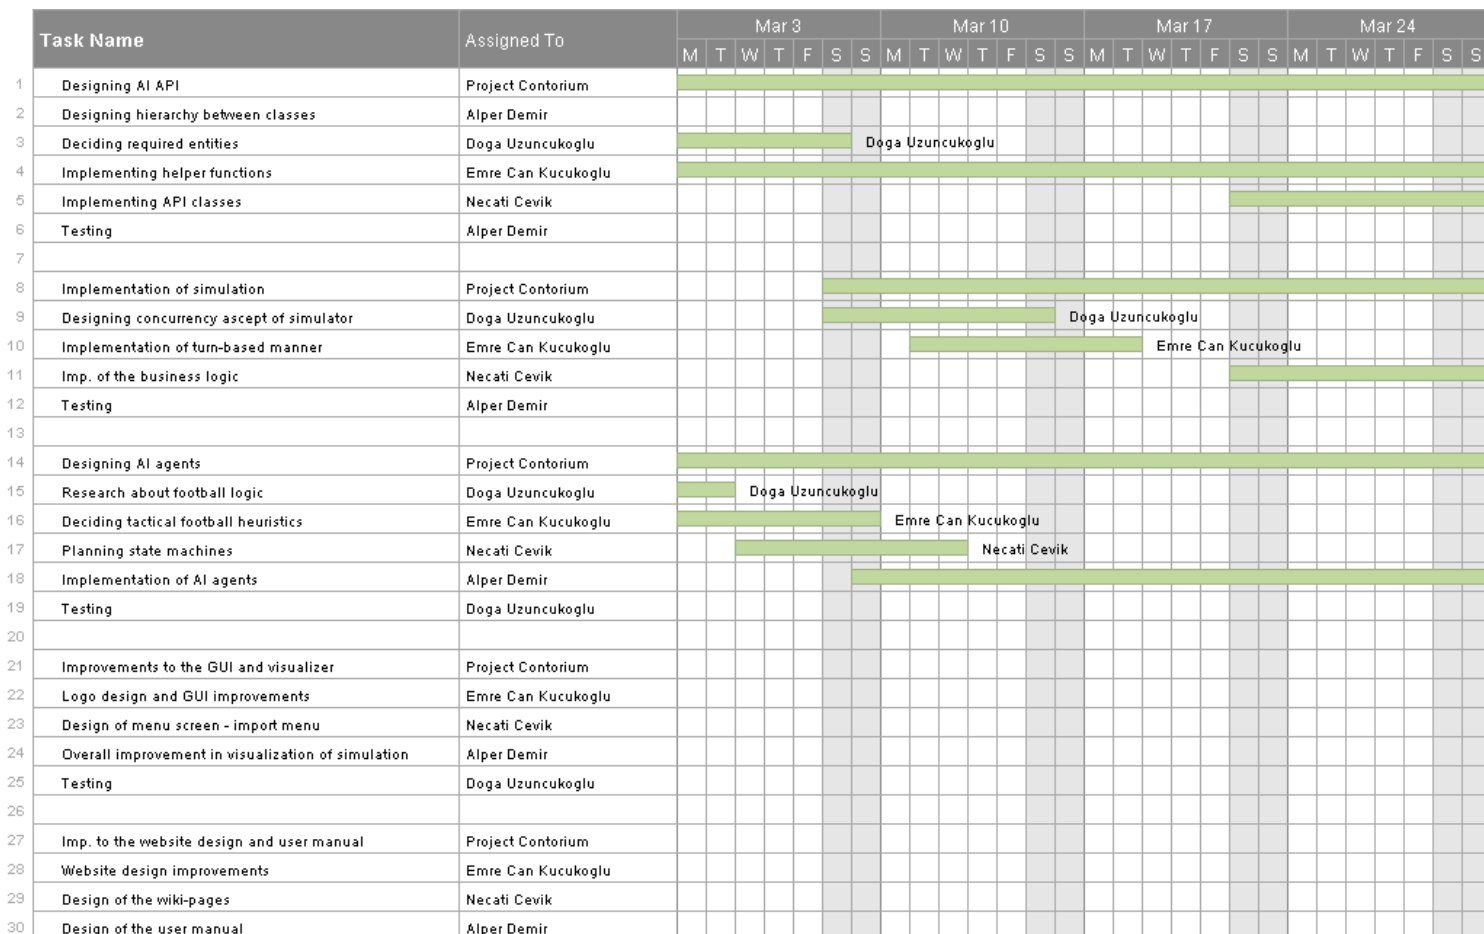 Task Name Assigned To Mar 3 Mar 10 Mar 17 Mar 24
M T W T F S S M T W T F S S M T W T F S S M T W T F S S
1 Designing AI API Project Contorium
2 Designing hierarchy between classes Alper Demir
3 Deciding required entities Doga Uzuncukoglu Doga Uzuncukoglu
4 Implementing helper functions Emre Can Kucukoglu
5 Implementing API classes Necati Cevik
6 Testing Alper Demir
7
8 Implementation of simulation Project Contorium
9 Designing concurrency ascept of simulator Doga Uzuncukoglu Doga Uzuncukoglu
10 Implementation of turn-based manner Emre Can Kucukoglu Emre Can Kucukoglu
11 Imp. of the business logic Necati Cevik
12 Testing Alper Demir
13
14 Designing AI agents Project Contorium
15 Research about football logic Doga Uzuncukoglu Doga Uzuncukoglu
16 Deciding tactical football heuristics Emre Can Kucukoglu Emre Can Kucukoglu
17 Planning state machines Necati Cevik Necati Cevik
18 Implementation of AI agents Alper Demir
19 Testing Doga Uzuncukoglu
20
21 Improvements to the GUI and visualizer Project Contorium
22 Logo design and GUI improvements Emre Can Kucukoglu
23 Design of menu screen - import menu Necati Cevik
24 Overall improvement in visualization of simulation Alper Demir
25 Testing Doga Uzuncukoglu
26
27 Imp. to the website design and user manual Project Contorium
28 Website design improvements Emre Can Kucukoglu
29 Design of the wiki-pages Necati Cevik
30 Design of the user manual Alper Demir